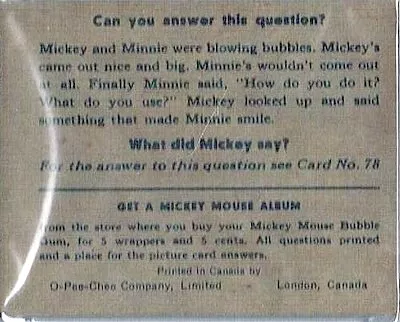 Can you answer this question?
Mickey and Minnie were blowing bubbles. Mickey's
came out nice and big. Minnie's wouldn't come out
at all. Finally Minnie said, "How do you do it?
What do you use?" Mickey looked up and said
something that made Minnie smile.
What did Mickey say?
For the answer to this question see Card No. 78
GET A MICKEY MOUSE ALBUM
from the store where you buy your Mickey Mouse Bubble
Gum, for 5 wrappers and 5 cents. All questions printed
and a place for the picture card answers.
Printed in Canada by
O-Pee-Chee Company, Limited - London, Canada